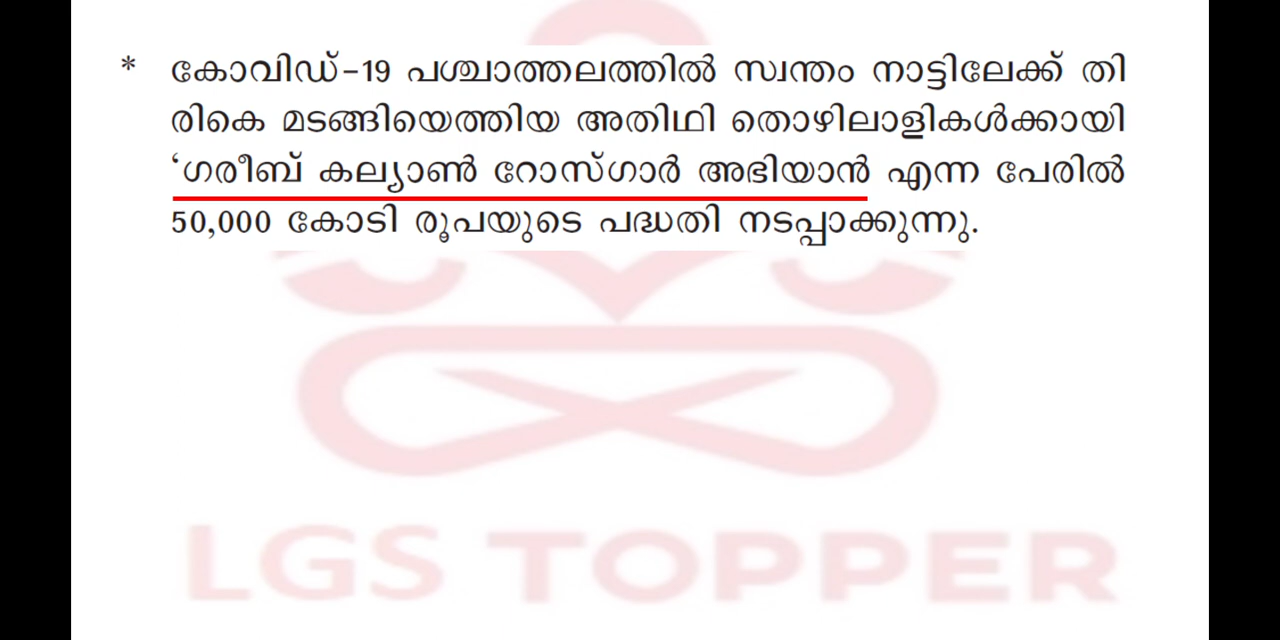 * കോവിഡ്-19 പശ്ചാത്തലത്തിൽ സ്വന്തം നാട്ടിലേക്ക് തി
രികെ മടങ്ങിയെത്തിയ അതിഥി തൊഴിലാളികൾക്കായി
‘ഗരീബ് കല്യാൺ റോസ്ഗാർ അഭിയാൻ എന്ന പേരിൽ
50,000 കോടി രൂപയുടെ പദ്ധതി നടപ്പാക്കുന്നു.
LGS TOPPER